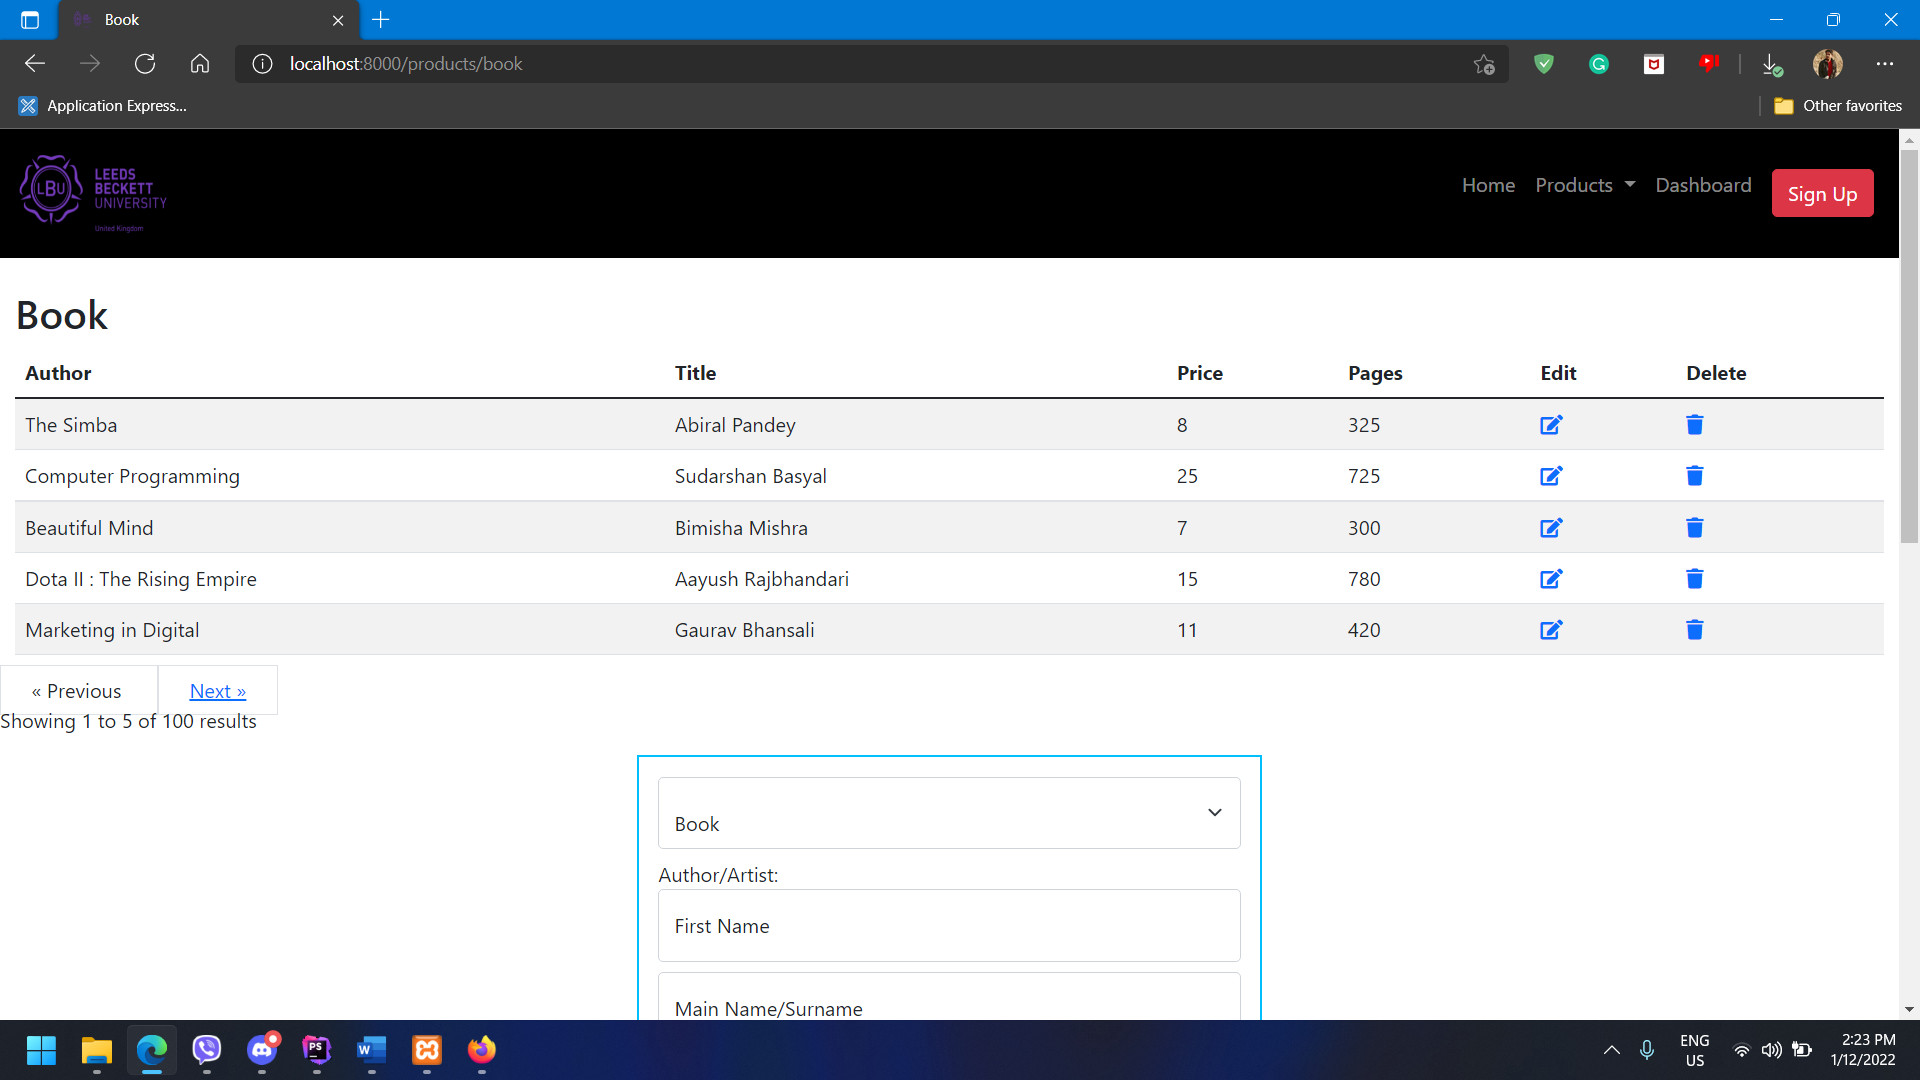 Book
localhost:8000/products/book
Application Express...
Other favorites
LBU
LEEDS
BECKETT
UNIVERSITY
United Kingdom
Home Products Dashboard Sign Up
Book
Author Title Price Pages Edit Delete
The Simba Abiral Pandey 8 325
Computer Programming Sudarshan Basyal 25 725
Beautiful Mind Bimisha Mishra 7 300
Dota II : The Rising Empire Aayush Rajbhandari 15 780
Marketing in Digital Gaurav Bhansali 11 420
« Previous Next »
Showing 1 to 5 of 100 results
Book
Author/Artist:
First Name
Main Name/Surname
ENG
US
2:23 PM
1/12/2022